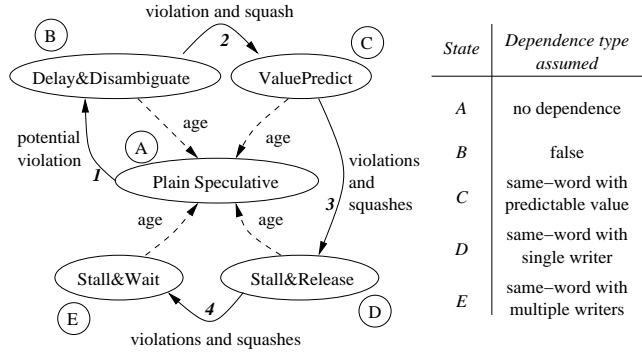 violation and squash
B
2
C
Delay&Disambiguate
ValuePredict
age
age
potential
violation
1
A
Plain Speculative
violations
and
squashes
3
age
age
Stall&Wait
Stall&Release
4
E
D
violations and squashes
State
Dependence type
assumed
A
no dependence
B
false
C
same-word with
predictable value
D
same-word with
single writer
E
same-word with
multiple writers